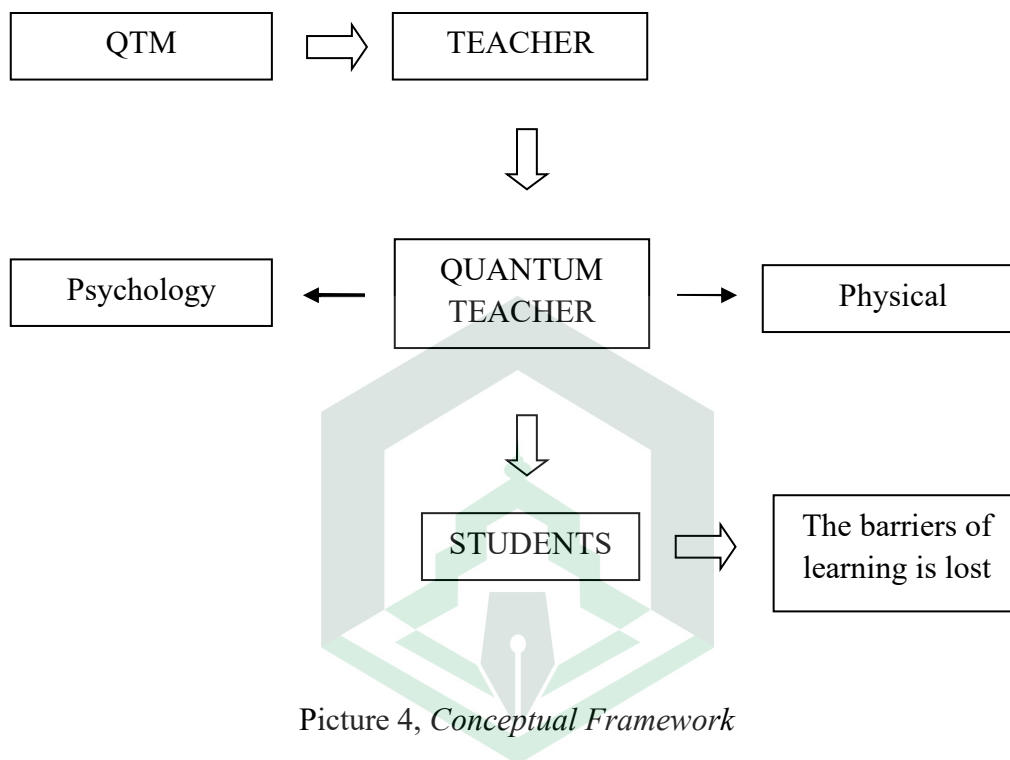 QTM
TEACHER
Psychology
QUANTUM
TEACHER
Physical
STUDENTS
The barriers of
learning is lost
Picture 4, Conceptual Framework